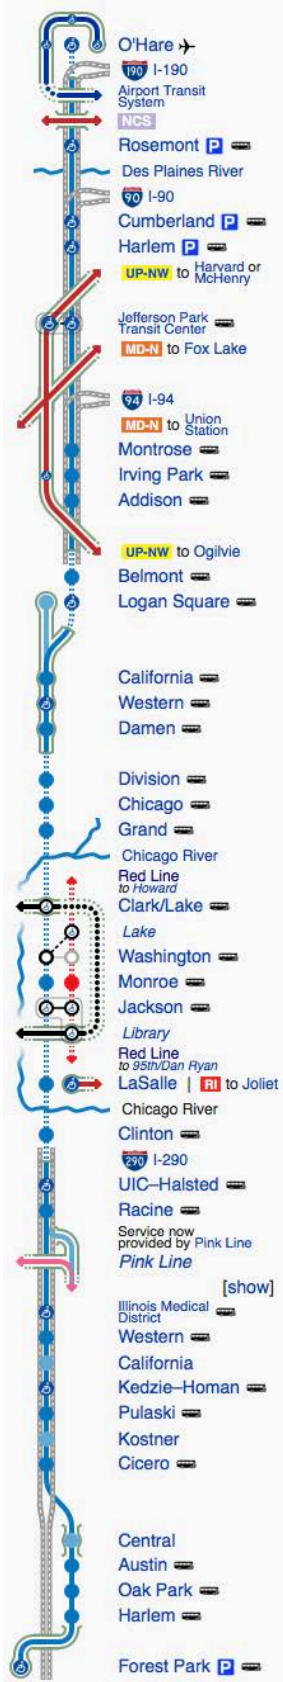 O'Hare
190 I-190
Airport Transit
System
NCS
Rosemont P
Des Plaines River
90 I-90
Cumberland P
Harlem P
UP-NW to Harvard or
McHenry
Jefferson Park
Transit Center
MD-N to Fox Lake
94 I-94
MD-N to Union
Station
Montrose
Irving Park
Addison
UP-NW to Ogilvie
Belmont
Logan Square
California
Western
Damen
Division
Chicago
Grand
Chicago River
Red Line
to Howard
Clark/Lake
Lake
Washington
Monroe
Jackson
Library
Red Line
to 95th/Dan Ryan
LaSalle | RI to Joliet
Chicago River
Clinton
290 I-290
UIC–Halsted
Racine
Service now
provided by Pink Line
Pink Line
[show]
Illinois Medical
District
Western
California
Kedzie–Homan
Pulaski
Kostner
Cicero
Central
Austin
Oak Park
Harlem
Forest Park P